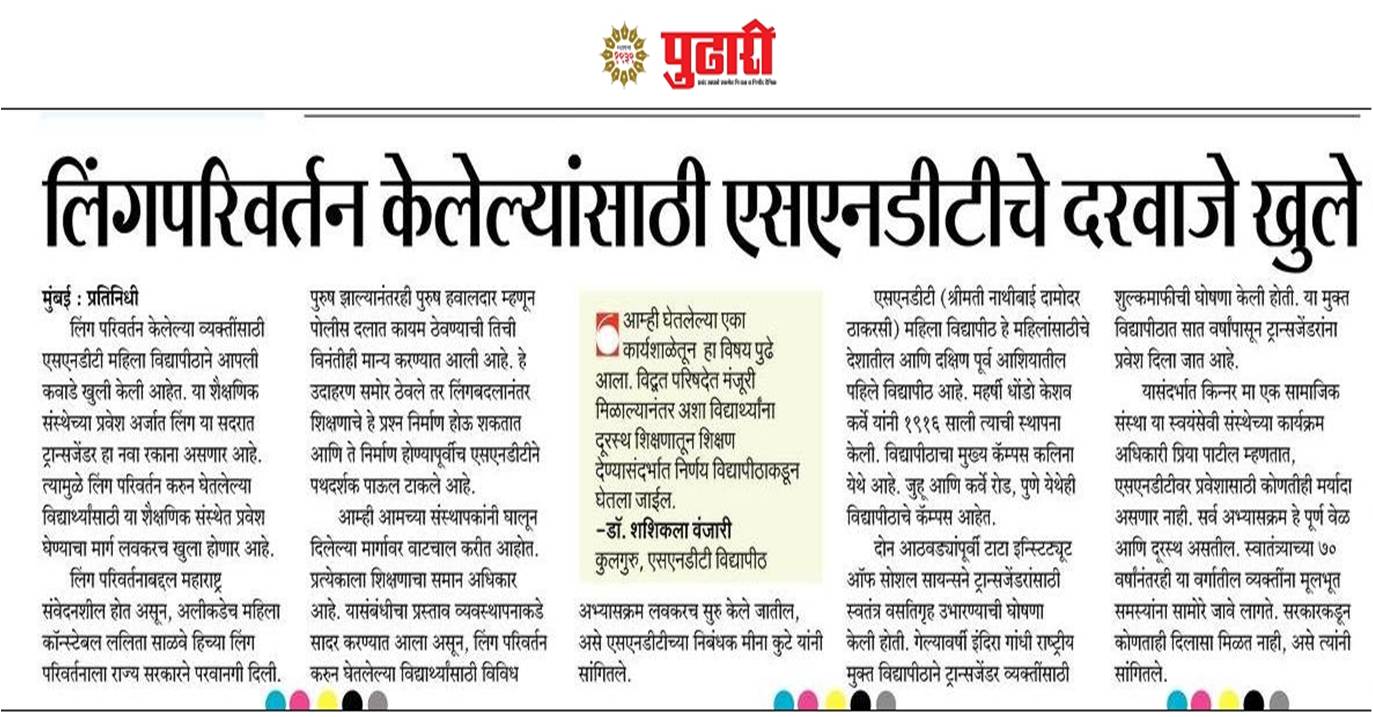 पुढारी
लिंगपरिवर्तन केलेल्यांसाठी एसएनडीटीचे दरवाजे खुले
मुंबई : प्रतिनिधी
लिंग परिवर्तन केलेल्या व्यक्तींसाठी
एसएनडीटी महिला विद्यापीठाने आपली
कवाडे खुली केली आहेत. या शैक्षणिक
संस्थेच्या प्रवेश अर्जात लिंग या सदरात
ट्रान्सजेंडर हा नवा रकाना असणार आहे.
त्यामुळे लिंग परिवर्तन करुन घेतलेल्या
विद्यार्थ्यांसाठी या शैक्षणिक संस्थेत प्रवेश
घेण्याचा मार्ग लवकरच खुला होणार आहे.
लिंग परिवर्तनाबद्दल महाराष्ट्र
संवेदनशील होत असून, अलीकडेच महिला
कॉन्स्टेबल ललिता साळवे हिच्या लिंग
परिवर्तनाला राज्य सरकारने परवानगी दिली.
पुरुष झाल्यानंतरही पुरुष हवालदार म्हणून
पोलीस दलात कायम ठेवण्याची तिची
विनंतीही मान्य करण्यात आली आहे. हे
उदाहरण समोर ठेवले तर लिंगबदलानंतर
शिक्षणाचे हे प्रश्न निर्माण होऊ शकतात
आणि ते निर्माण होण्यापूर्वीच एसएनडीटीने
पथदर्शक पाऊल टाकले आहे.
आम्ही आमच्या संस्थापकांनी घालून
दिलेल्या मार्गावर वाटचाल करीत आहोत.
प्रत्येकाला शिक्षणाचा समान अधिकार
आहे. यासंबंधीचा प्रस्ताव व्यवस्थापनाकडे
सादर करण्यात आला असून, लिंग परिवर्तन
करुन घेतलेल्या विद्यार्थ्यांसाठी विविध
आम्ही घेतलेल्या एका
कार्यशाळेतून हा विषय पुढे
आला. विद्वत परिषदेत मंजूरी
मिळाल्यानंतर अशा विद्यार्थ्यांना
दूरस्थ शिक्षणातून शिक्षण
देण्यासंदर्भात निर्णय विद्यापीठाकडून
घेतला जाईल.
-डॉ. शशिकला वंजारी
कुलगुरु, एसएनडीटी विद्यापीठ
अभ्यासक्रम लवकरच सुरु केले जातील,
असे एसएनडीटीच्या निबंधक मीना कुटे यांनी
सांगितले.
एसएनडीटी (श्रीमती नाथीबाई दामोदर
ठाकरसी) महिला विद्यापीठ हे महिलांसाठीचे
देशातील आणि दक्षिण पूर्व आशियातील
पहिले विद्यापीठ आहे. महर्षी धोंडो केशव
कर्वे यांनी १९१६ साली त्याची स्थापना
केली. विद्यापीठाचा मुख्य कॅम्पस कलिना
येथे आहे. जुहू आणि कर्वे रोड, पुणे येथेही
विद्यापीठाचे कॅम्पस आहेत.
दोन आठवड्यांपूर्वी टाटा इन्स्टिट्यूट
ऑफ सोशल सायन्सने ट्रान्सजेंडरांसाठी
स्वतंत्र वसतिगृह उभारण्याची घोषणा
केली होती. गेल्यावर्षी इंदिरा गांधी राष्ट्रीय
मुक्त विद्यापीठाने ट्रान्सजेंडर व्यक्तींसाठी
शुल्कमाफीची घोषणा केली होती. या मुक्त
विद्यापीठात सात वर्षांपासून ट्रान्सजेंडरांना
प्रवेश दिला जात आहे.
यासंदर्भात किन्नर मा एक सामाजिक
संस्था या स्वयंसेवी संस्थेच्या कार्यक्रम
अधिकारी प्रिया पाटील म्हणतात,
एसएनडीटीवर प्रवेशासाठी कोणतीही मर्यादा
असणार नाही. सर्व अभ्यासक्रम हे पूर्ण वेळ
आणि दूरस्थ असतील. स्वातंत्र्याच्या ७०
वर्षांनंतरही या वर्गातील व्यक्तींना मूलभूत
समस्यांना सामोरे जावे लागते. सरकारकडून
कोणताही दिलासा मिळत नाही, असे त्यांनी
सांगितले.